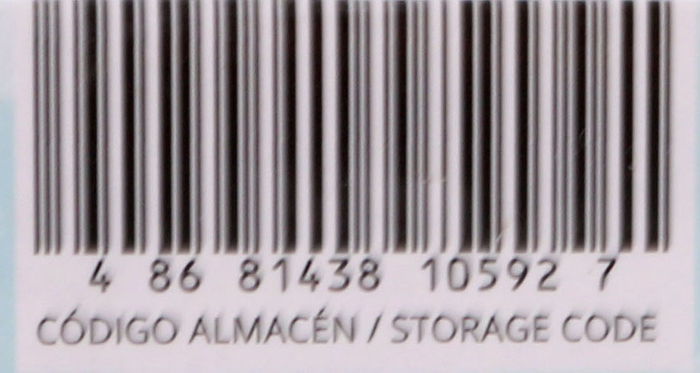 4 86 81438 10592 7
CÓDIGO ALMACÉN / STORAGE CODE